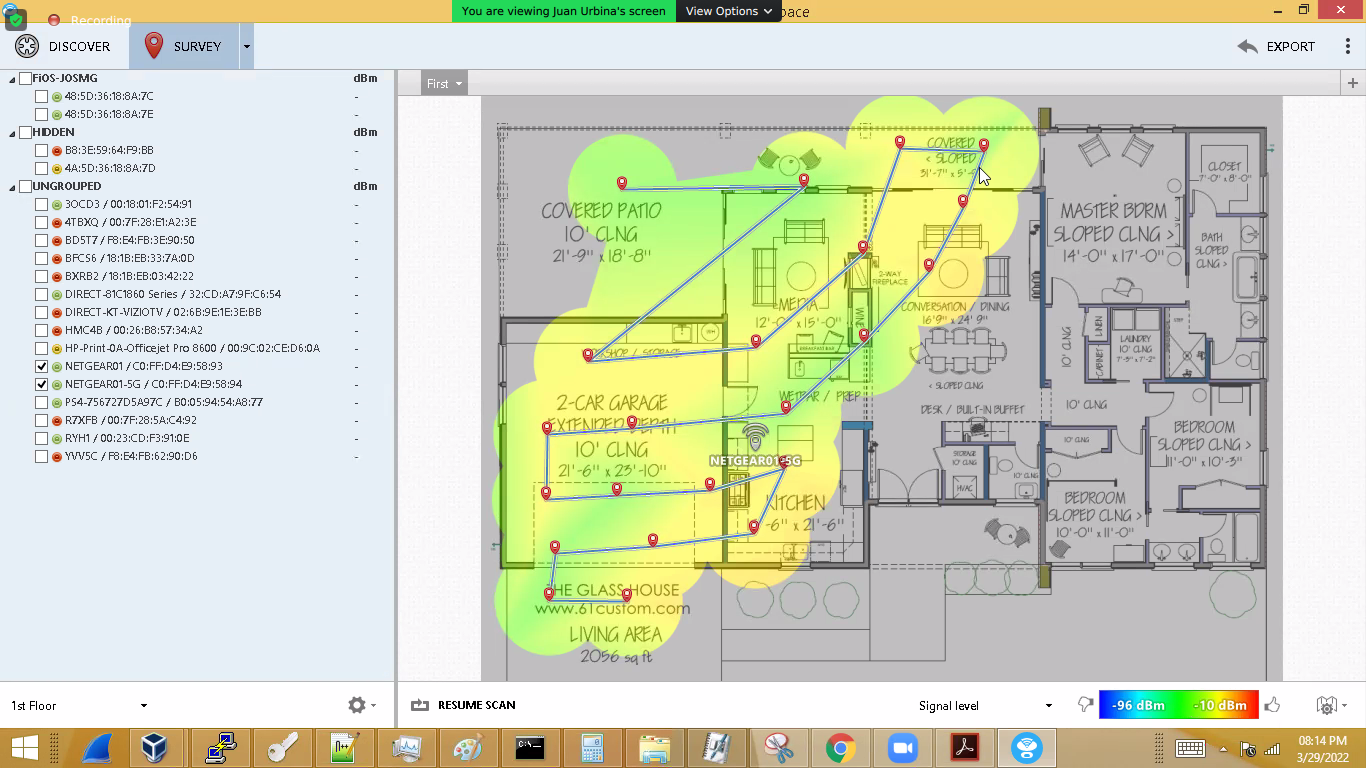 Recording
You are viewing Juan Urbina's screen
View Options
pace
DISCOVER
SURVEY
EXPORT
First
FiOS-J0SMG dBm
48:5D:36:18:8A:7C -
48:5D:36:18:8A:7E -
HIDDEN dBm
B8:3E:59:64:F9:BB -
4A:5D:36:18:8A:7D -
UNGROUPED dBm
3OCD3 / 00:18:01:F2:54:91 -
4TBXQ / 00:7F:28:E1:A2:3E -
BD5T7 / F8:E4:FB:3E:90:50 -
BFCS6 / 18:1B:EB:33:7A:0D -
BXRB2 / 18:1B:EB:03:42:22 -
DIRECT-81C1860 Series / 32:CD:A7:9F:C6:54 -
DIRECT-KT-VIZIOTV / 02:6B:9E:1E:3E:BB -
HMC4B / 00:26:B8:57:34:A2 -
HP-Print-0A-Officejet Pro 8600 / 00:9C:02:CE:D6:0A -
NETGEAR01 / C0:FF:D4:E9:58:93 -
NETGEAR01-5G / C0:FF:D4:E9:58:94 -
P54-756727D5A97C / B0:05:94:54:A8:77 -
R7XFB / 00:7F:28:5A:C4:92 -
RYH1 / 00:23:CD:F3:91:0E -
YVV5C / F8:E4:FB:62:90:D6 -
COVERED
< SLOPED
COVERED PATIO
10' CLNG
21'-9" x 18'-8"
MASTER BDRM
SLOPED CLNG >
14'-0" x 17'-0"
CLOSET
7'-0" x 8'-0"
BATH
SLOPED
CLNG >
2-WAY
FIREPLACE
MEDIA
12'-0" x 15'-0"
WINE
BREAKFAST BAR
CONVERSATION / DINING
16'9" x 24' 9"
< SLOPED CLNG
WETBAR / PREP
DESK / BUILT-IN BUFFET
LINEN
CABINET
LAUNDRY
10' CLNG
10' CLNG
10' CLNG
2-CAR GARAGE
EXTENDED DEPTH
10' CLNG
21'-6" x 23'-10"
NETGEAR01-5G
KITCHEN
-6" x 21'-6"
STORAGE
10' CLNG
HVAC
10' CLNG
10' CLNG
BEDROOM
SLOPED CLNG >
11'-0" x 10'-3"
BEDROOM
SLOPED CLNG >
10'-0" x 11'-0"
THE GLASS HOUSE
www.61custom.com
LIVING AREA
2056 sq ft
1st Floor
RESUME SCAN
Signal level
-96 dBm
-10 dBm
08:14 PM
3/29/2022